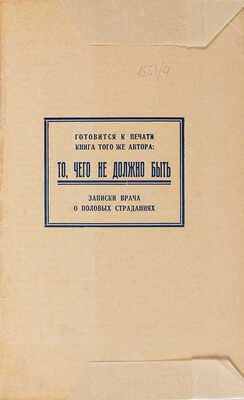 ГОТОВИТСЯ К ПЕЧАТИ
КНИГА ТОГО ЖЕ АВТОРА:
ТО, ЧЕГО НЕ ДОЛЖНО БЫТЬ
ЗАПИСКИ ВРАЧА
О ПОЛОВЫХ СТРАДАНИЯХ